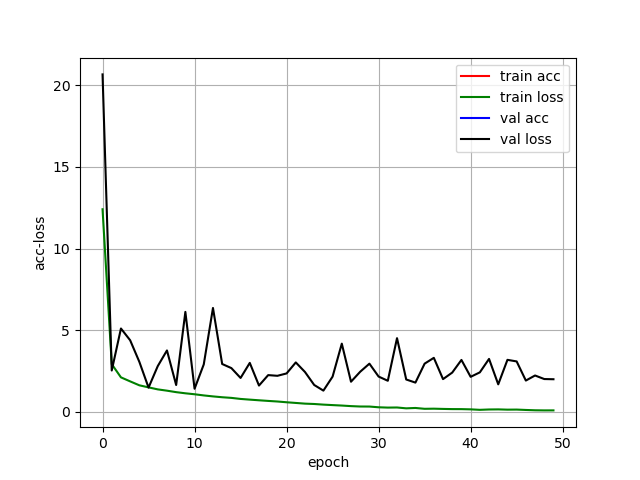 train acc
train loss
val acc
val loss
20
15
10
5
0
acc-loss
0 10 20 30 40 50
epoch